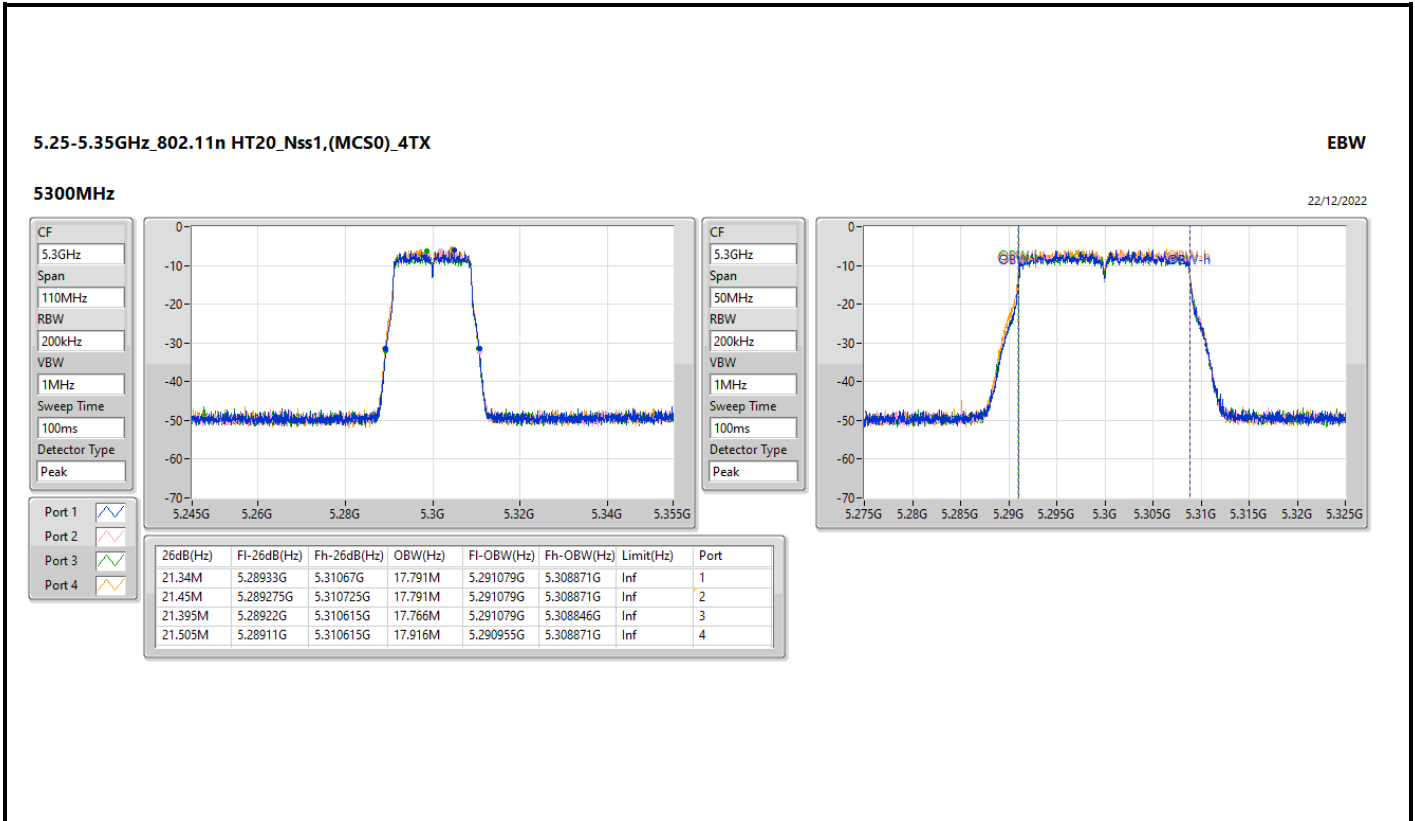 5.25-5.35GHz_802.11n HT20_Nss1,(MCS0)_4TX EBW
5300MHz 22/12/2022
CF
5.3GHz
Span
110MHz
RBW
200kHz
VBW
1MHz
Sweep Time
100ms
Detector Type
Peak
0
-10
-20
-30
-40
-50
-60
-70
5.245G 5.26G 5.28G 5.3G 5.32G 5.34G 5.355G
CF
5.3GHz
Span
50MHz
RBW
200kHz
VBW
1MHz
Sweep Time
100ms
Detector Type
Peak
0
-10
-20
-30
-40
-50
-60
-70
5.275G 5.28G 5.285G 5.29G 5.295G 5.3G 5.305G 5.31G 5.315G 5.32G 5.325G
Port 1
Port 2
Port 3
Port 4
26dB(Hz) Fl-26dB(Hz) Fh-26dB(Hz) OBW(Hz) Fl-OBW(Hz) Fh-OBW(Hz) Limit(Hz) Port
21.34M 5.28933G 5.31067G 17.791M 5.291079G 5.308871G Inf 1
21.45M 5.289275G 5.310725G 17.791M 5.291079G 5.308871G Inf 2
21.395M 5.28922G 5.310615G 17.766M 5.291079G 5.308846G Inf 3
21.505M 5.28911G 5.310615G 17.916M 5.290955G 5.308871G Inf 4